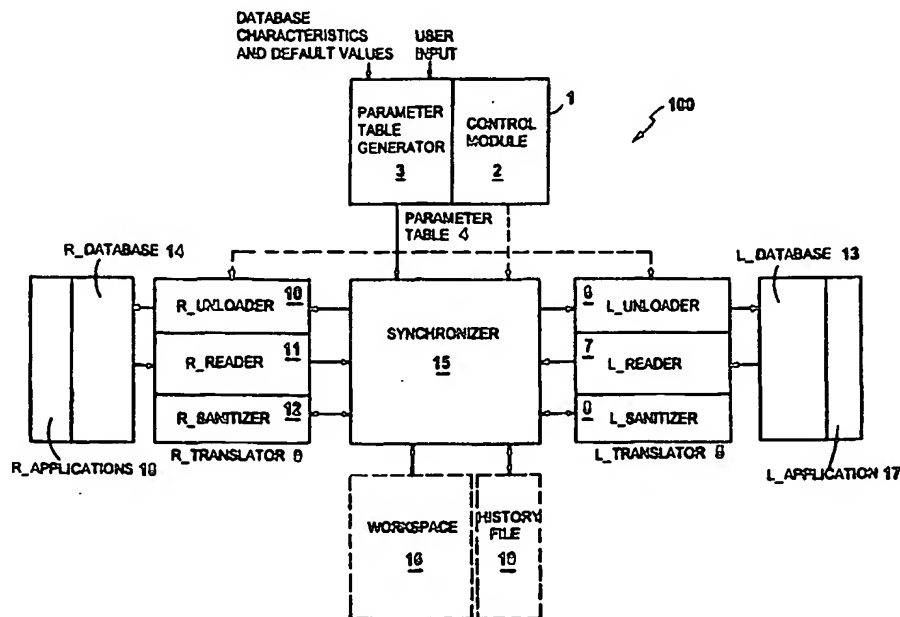 DATABASE
CHARACTERISTICS
AND DEFAULT VALUES
USER
INPUT
1
100
PARAMETER
TABLE
GENERATOR
3
CONTROL
MODULE
2
PARAMETER
TABLE 4
R_DATABASE 14
L_DATABASE 13
R_UNLOADER 10
R_READER 11
R_SANITIZER 12
SYNCHRONIZER
15
6 L_UNLOADER
7 L_READER
L_SANITIZER
R_APPLICATIONS
R_TRANSLATOR
L_TRANSLATOR
L_APPLICATION 17
WORKSPACE
16
HISTORY
FILE